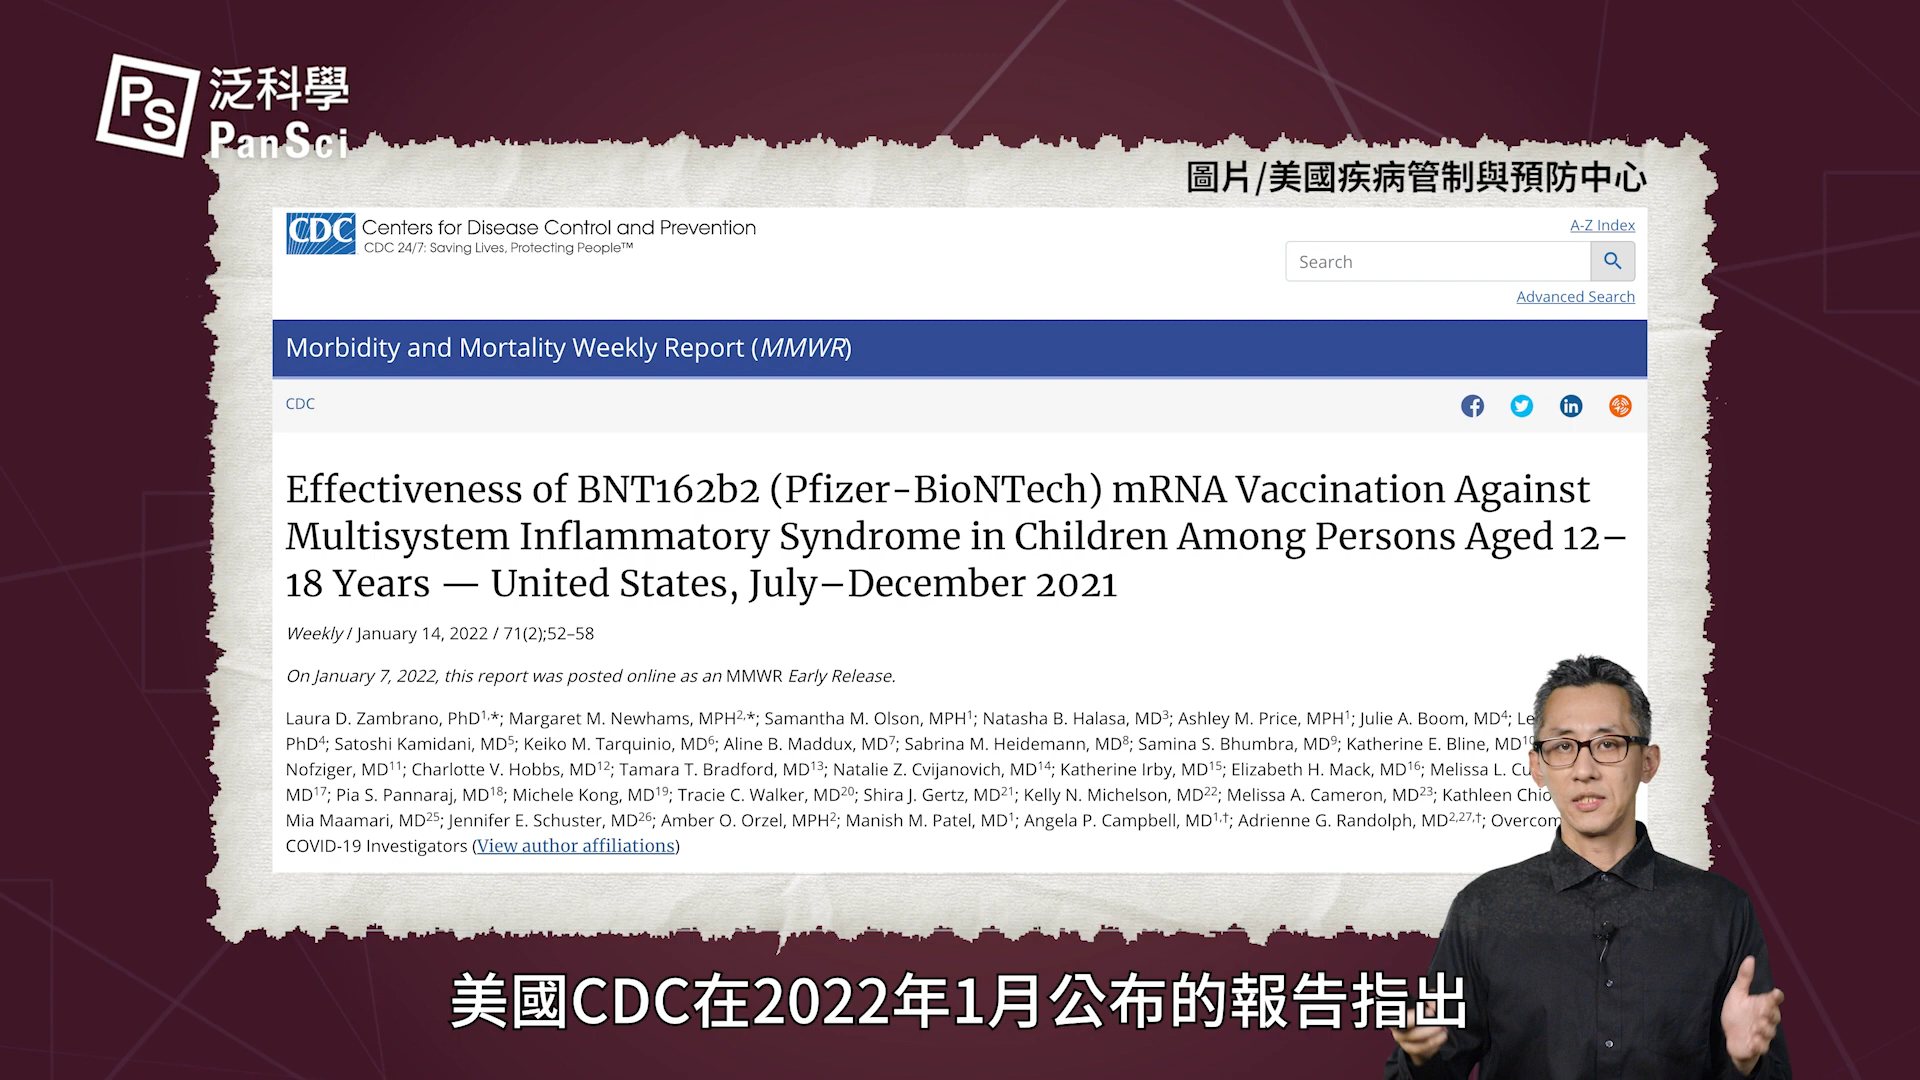 PS 泛科學
PanSci
圖片/美國疾病管制與預防中心
CDC Centers for Disease Control and Prevention
CDC 24/7: Saving Lives, Protecting People™
A-Z Index
Search
Advanced Search
Morbidity and Mortality Weekly Report (MMWR)
CDC
Effectiveness of BNT162b2 (Pfizer-BioNTech) mRNA Vaccination Against
Multisystem Inflammatory Syndrome in Children Among Persons Aged 12–
18 Years — United States, July–December 2021
Weekly / January 14, 2022 / 71(2);52–58
On January 7, 2022, this report was posted online as an MMWR Early Release.
Laura D. Zambrano, PhD1,*; Margaret M. Newhams, MPH2,*; Samantha M. Olson, MPH1; Natasha B. Halasa, MD3; Ashley M. Price, MPH1; Julie A. Boom, MD4;
PhD4; Satoshi Kamidani, MD5; Keiko M. Tarquinio, MD6; Aline B. Maddux, MD7; Sabrina M. Heidemann, MD8; Samina S. Bhumbra, MD9; Katherine E. Bline, MD10
Nofziger, MD11; Charlotte V. Hobbs, MD12; Tamara T. Bradford, MD13; Natalie Z. Cvijanovich, MD14; Katherine Irby, MD15; Elizabeth H. Mack, MD16; Melissa L.
MD17; Pia S. Pannaraj, MD18; Michele Kong, MD19; Tracie C. Walker, MD20; Shira J. Gertz, MD21; Kelly N. Michelson, MD22; Melissa A. Cameron, MD23; Kathleen
Mia Maamari, MD25; Jennifer E. Schuster, MD26; Amber O. Orzel, MPH2; Manish M. Patel, MD1; Angela P. Campbell, MD1,†; Adrienne G. Randolph, MD2,27,†;
COVID-19 Investigators (View author affiliations)
美國CDC在2022年1月公布的報告指出